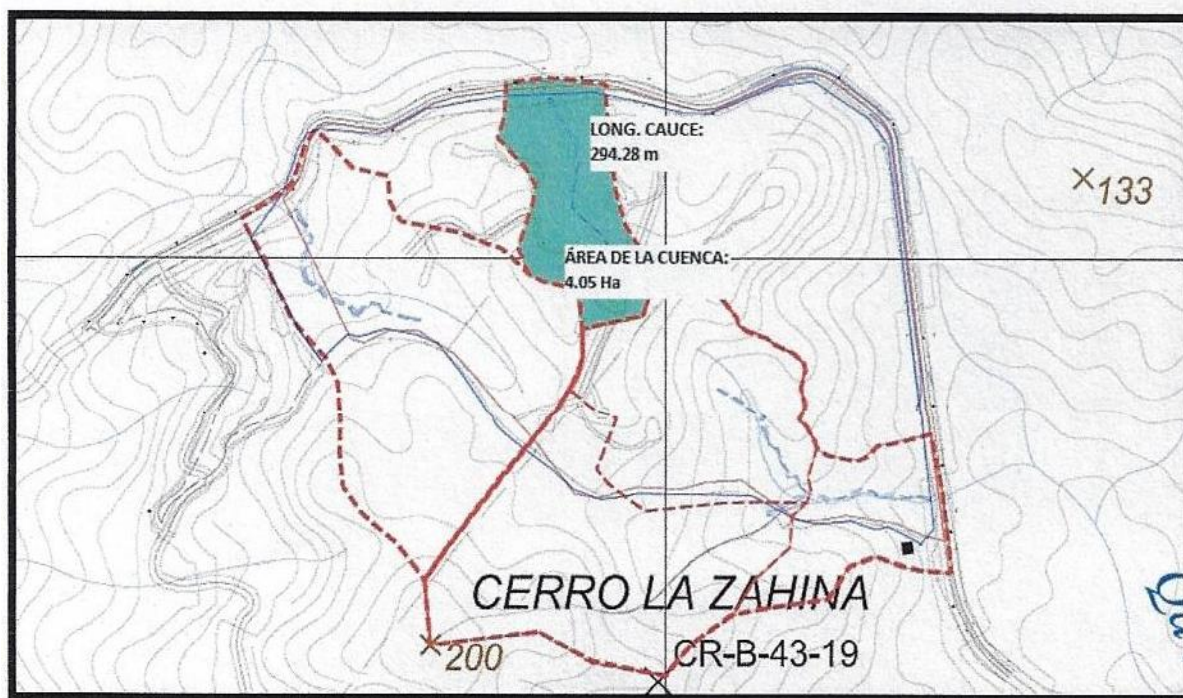 LONG. CAUCE:
294.28 m
133
ÁREA DE LA CUENCA:
4.05 Ha
CERRO LA ZAHINA
200
CR-B-43-19